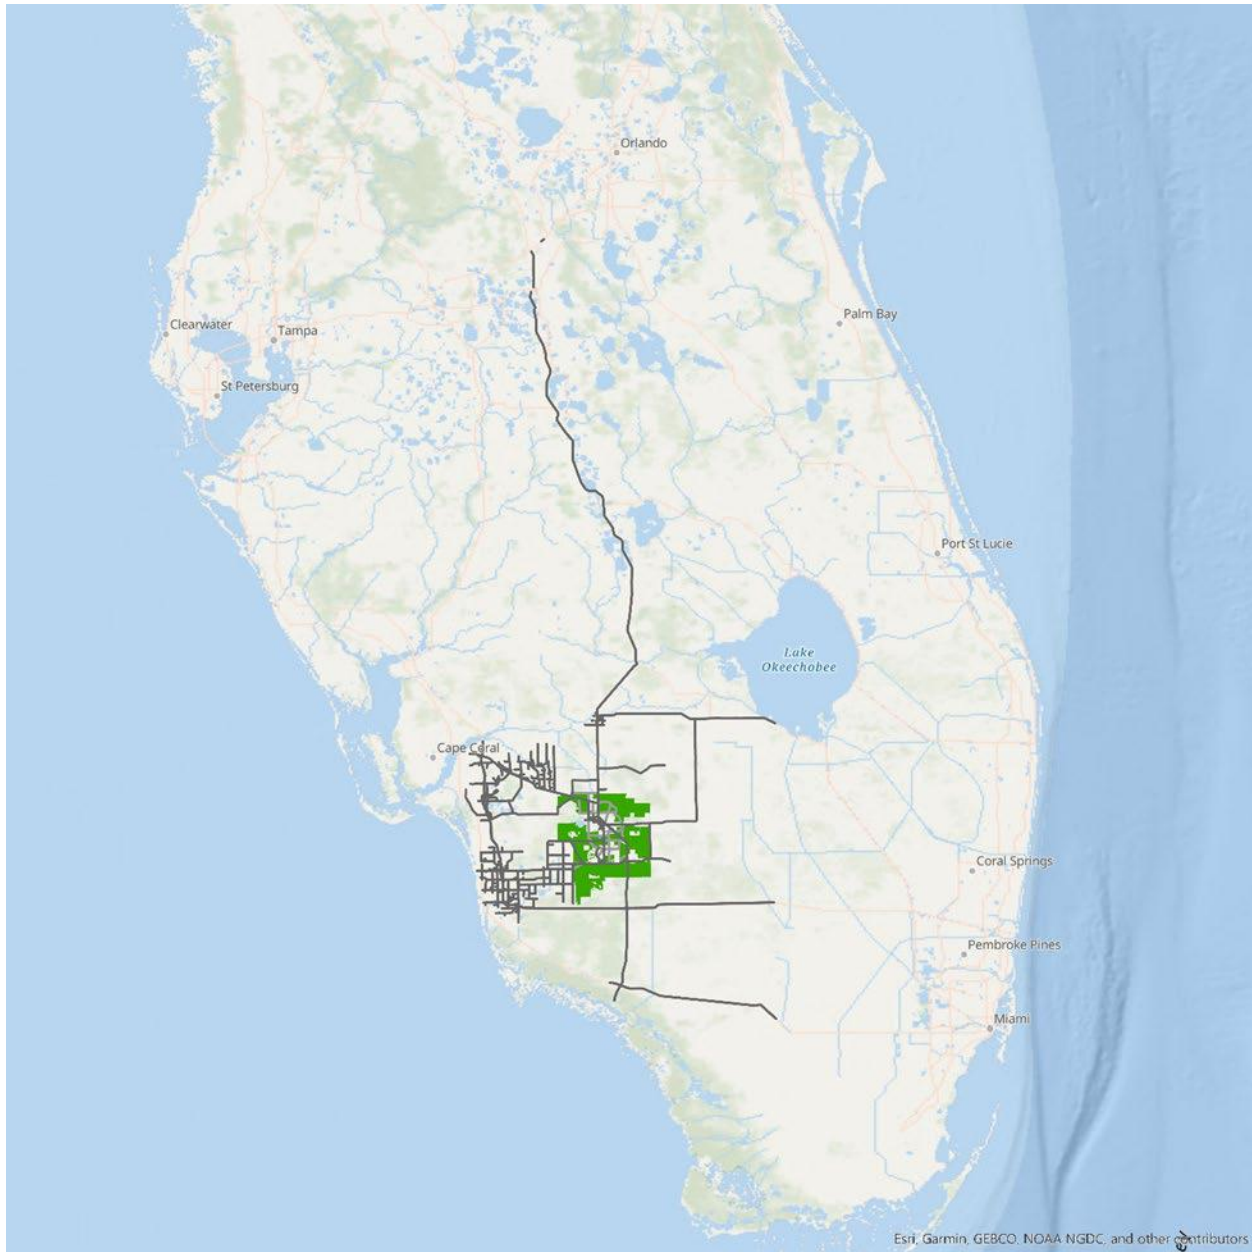 Orlando
Palm Bay
Clearwater
Tampa
St Petersburg
Port St Lucie
Lake
Okeechobee
Cape Coral
Coral Springs
Pembroke Pines
Miami
Esri, Garmin, GEBCO, NOAA NGDC, and other contributors